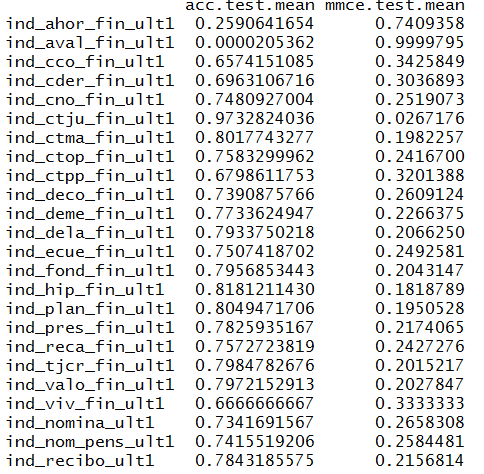 acc.test.mean mmce.test.mean
ind_ahor_fin_ult1 0.2590641654 0.7409358
ind_aval_fin_ult1 0.0000205362 0.9999795
ind_cco_fin_ult1 0.6574151085 0.3425849
ind_cder_fin_ult1 0.6963106716 0.3036893
ind_cno_fin_ult1 0.7480927004 0.2519073
ind_ctju_fin_ult1 0.9732824036 0.0267176
ind_ctma_fin_ult1 0.8017743277 0.1982257
ind_ctop_fin_ult1 0.7583299962 0.2416700
ind_ctpp_fin_ult1 0.6798611753 0.3201388
ind_deco_fin_ult1 0.7390875766 0.2609124
ind_deme_fin_ult1 0.7733624947 0.2266375
ind_dela_fin_ult1 0.7933750218 0.2066250
ind_ecue_fin_ult1 0.7507418702 0.2492581
ind_fond_fin_ult1 0.7956853443 0.2043147
ind_hip_fin_ult1 0.8181211430 0.1818789
ind_plan_fin_ult1 0.8049471706 0.1950528
ind_pres_fin_ult1 0.7825935167 0.2174065
ind_reca_fin_ult1 0.7572723819 0.2427276
ind_tjcr_fin_ult1 0.7984782676 0.2015217
ind_valo_fin_ult1 0.7972152913 0.2027847
ind_viv_fin_ult1 0.6666666667 0.3333333
ind_nomina_ult1 0.7341691567 0.2658308
ind_nom_pens_ult1 0.7415519206 0.2584481
ind_recibo_ult1 0.7843185575 0.2156814